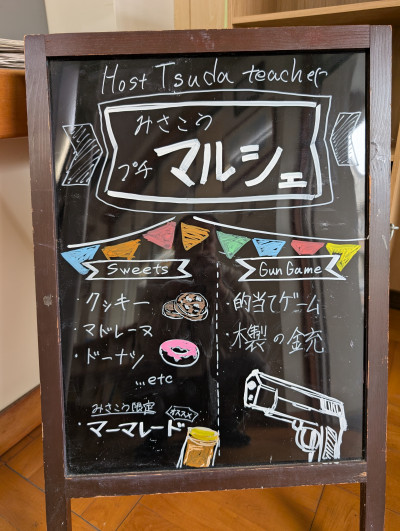 Host Tsuda teacher
みさころ
プチ マルシェ
Sweets
・クッキー
・マドレーヌ
・ドーナツ
...etc
みさころ限定 オススメ
・マーマレード
Gun Game
・的当てゲーム
・木製の銃